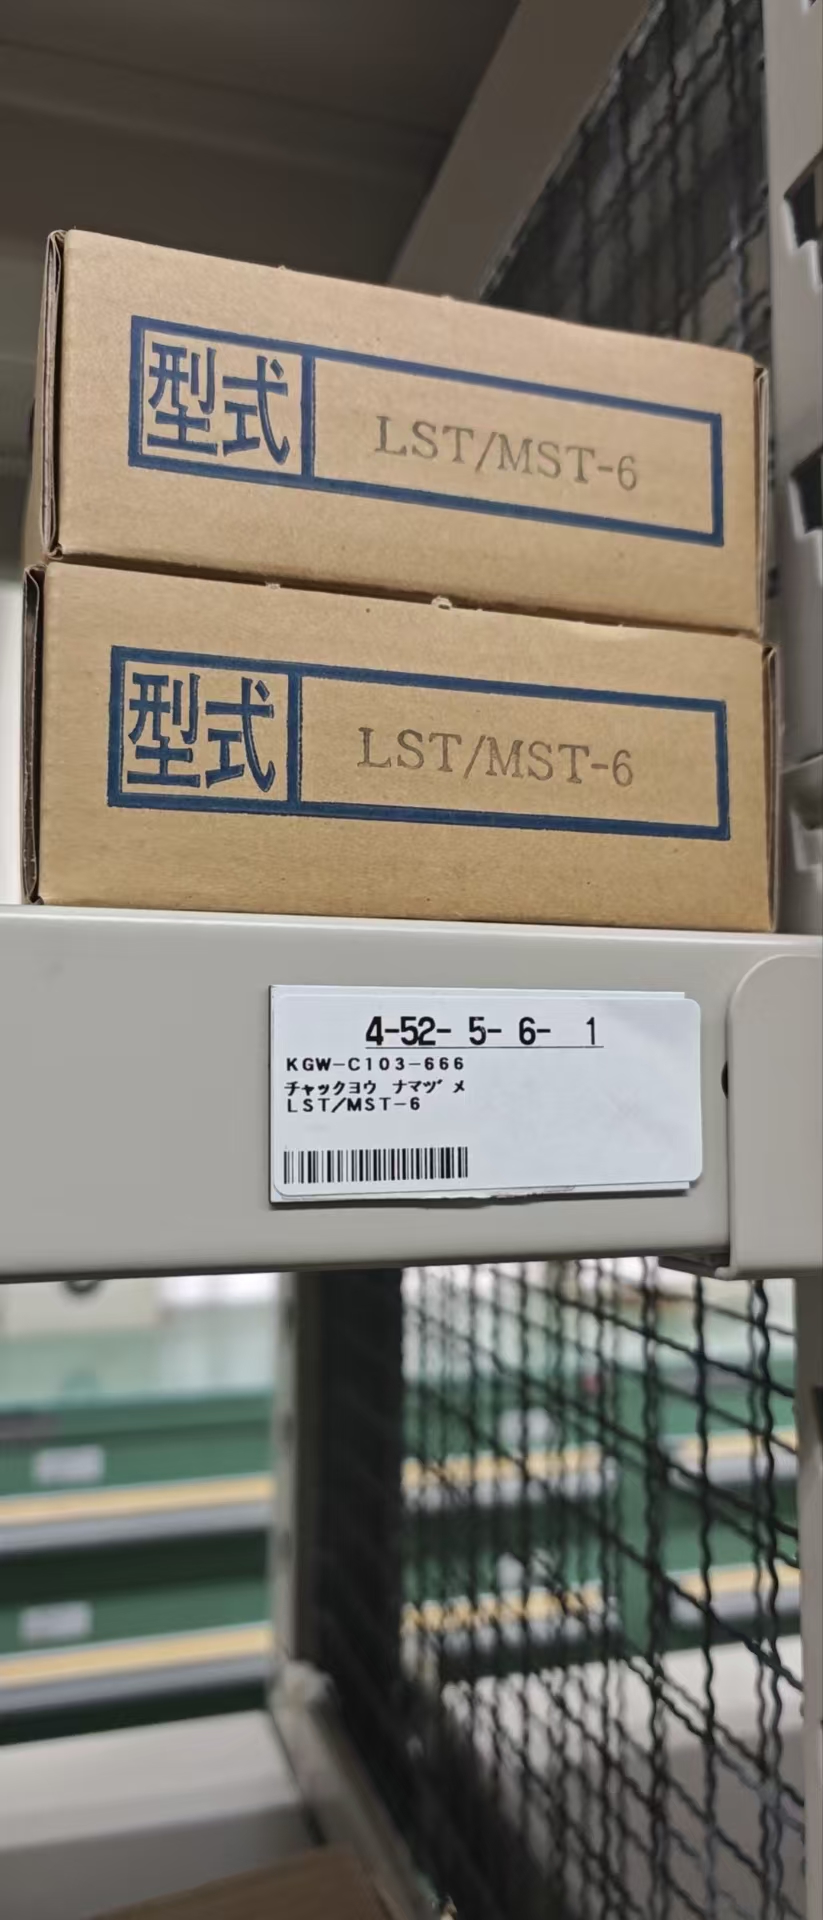 型式 LST/MST-6
型式 LST/MST-6
4-52- 5- 6- 1
KGW-C103-666
チャックヨウ ナマヅメ
LST/MST-6